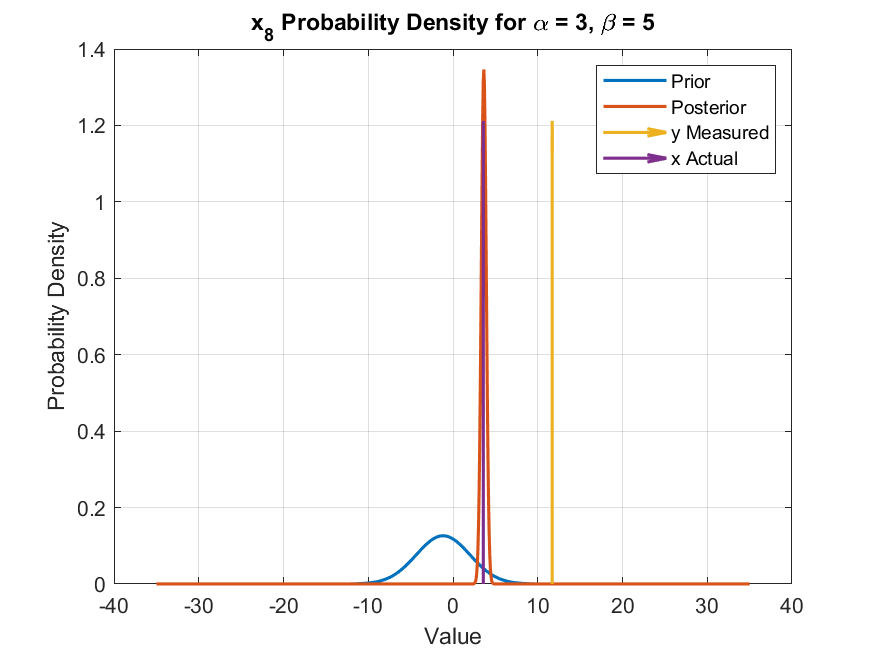 x8 Probability Density for α = 3, β = 5
1.4
1.2
1
0.8
0.6
0.4
0.2
0
Probability Density
Prior
Posterior
y Measured
x Actual
-40 -30 -20 -10 0 10 20 30 40
Value